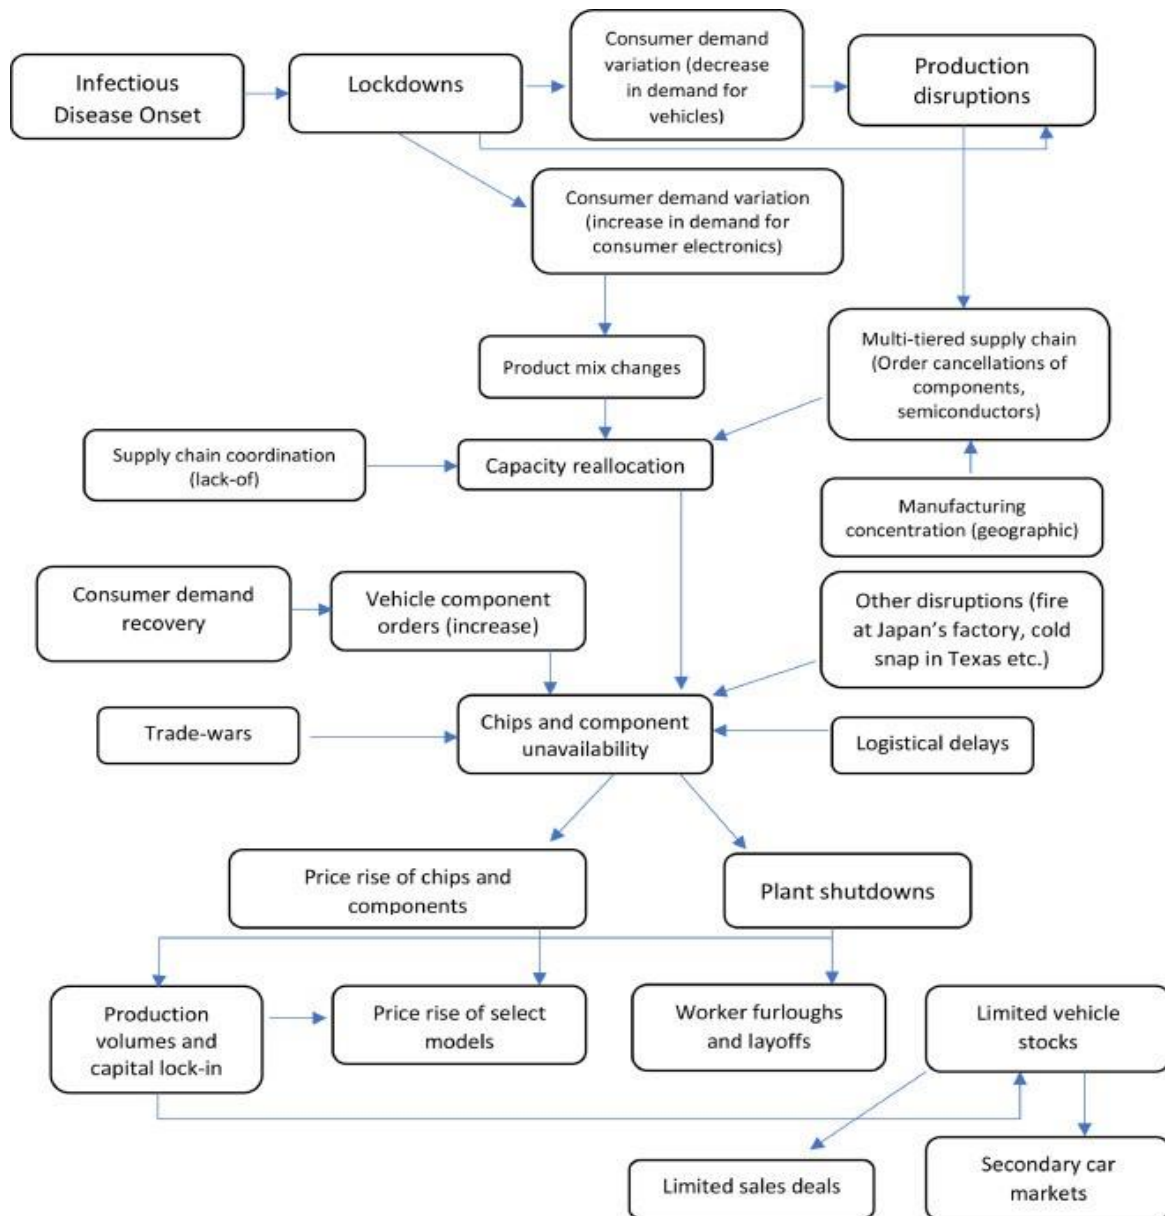 Infectious
Disease Onset
Lockdowns
Consumer demand
variation (decrease
in demand for
vehicles)
Production
disruptions
Consumer demand variation
(increase in demand for
consumer electronics)
Product mix changes
Multi-tiered supply chain
(Order cancellations of
components,
semiconductors)
Supply chain coordination
(lack-of)
Capacity reallocation
Manufacturing
concentration (geographic)
Consumer demand
recovery
Vehicle component
orders (increase)
Other disruptions (fire
at Japan's factory, cold
snap in Texas etc.)
Trade-wars
Chips and component
unavailability
Logistical delays
Price rise of chips and
components
Plant shutdowns
Production
volumes and
capital lock-in
Price rise of select
models
Worker furloughs
and layoffs
Limited vehicle
stocks
Limited sales deals
Secondary car
markets